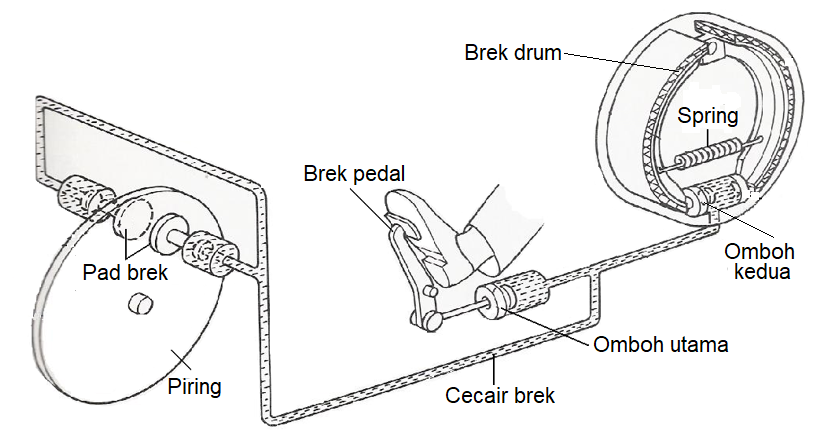 Brek drum
Spring
Brek pedal
Omboh
kedua
Pad brek
Omboh utama
Piring
Cecair brek